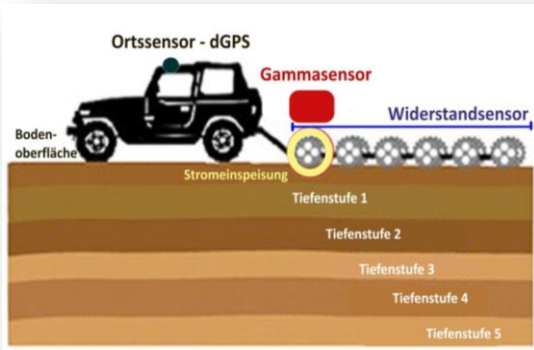 Ortssensor - dGPS
Gammasensor
Widerstandsensor
Boden-
oberfläche
Stromeinspeisung
Tiefenstufe 1
Tiefenstufe 2
Tiefenstufe 3
Tiefenstufe 4
Tiefenstufe 5